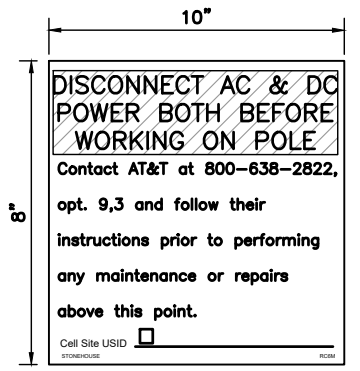 10"
8"
DISCONNECT AC & DC
POWER BOTH BEFORE
WORKING ON POLE
Contact AT&T at 800-638-2822,
opt. 9,3 and follow their
instructions prior to performing
any maintenance or repairs
above this point.
Cell Site USID
STONEHOUSE RC6M